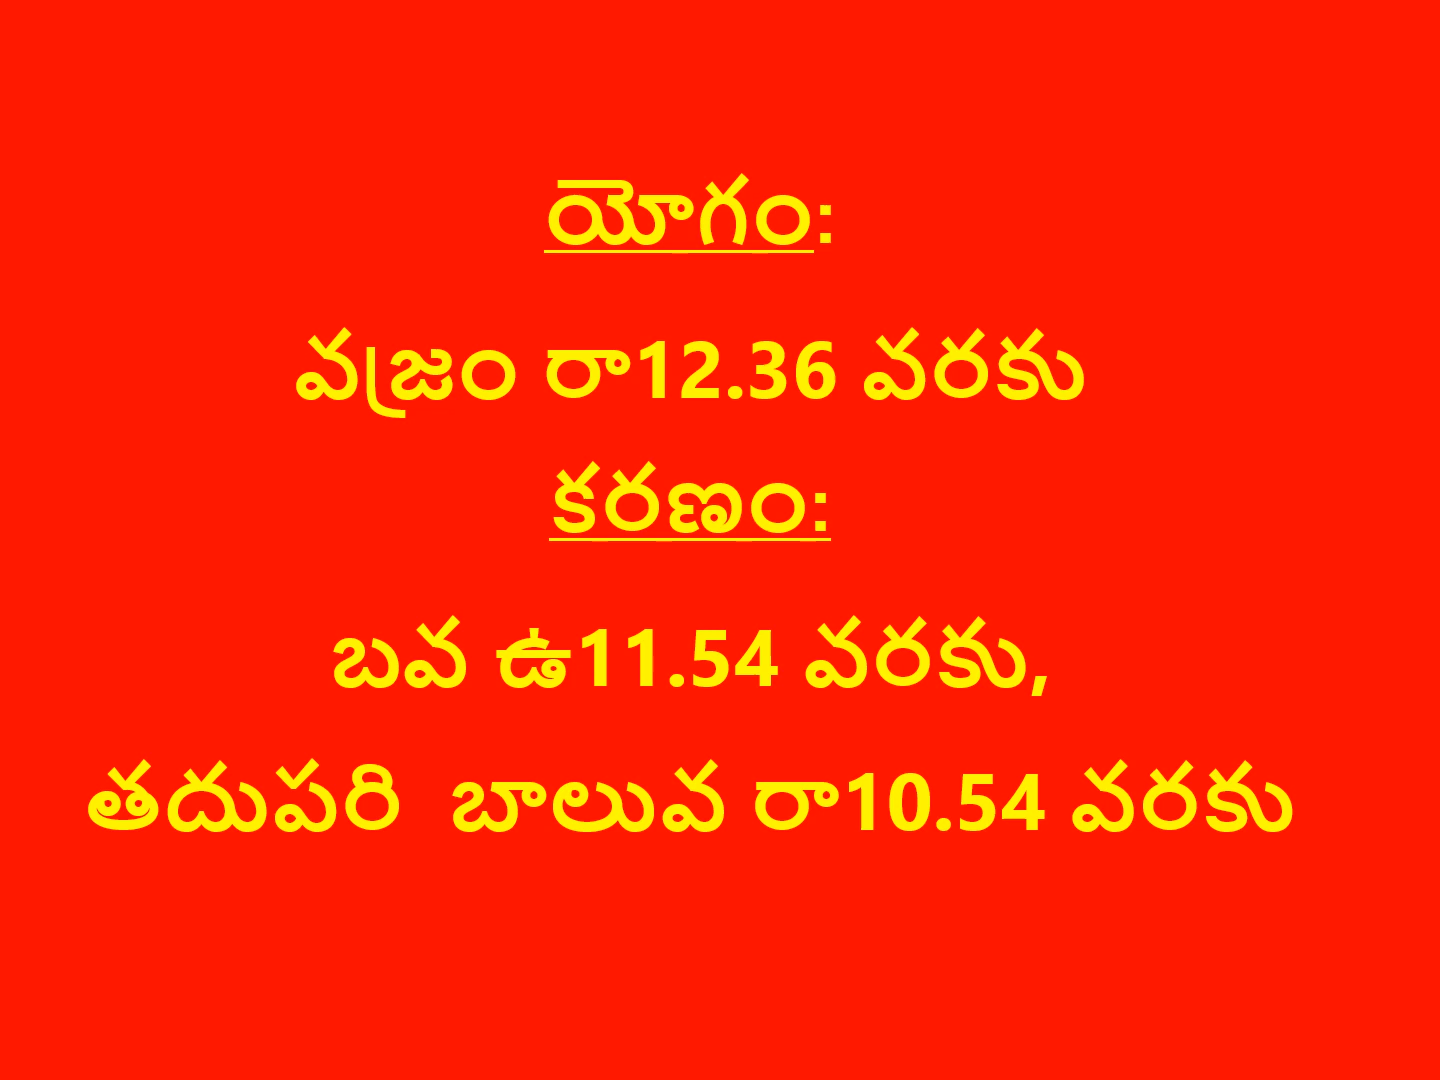 యోగం:
వజ్రం రా12.36 వరకు
కరణం:
బవ ఉ11.54 వరకు,
తదుపరి  బాలువ రా10.54 వరకు